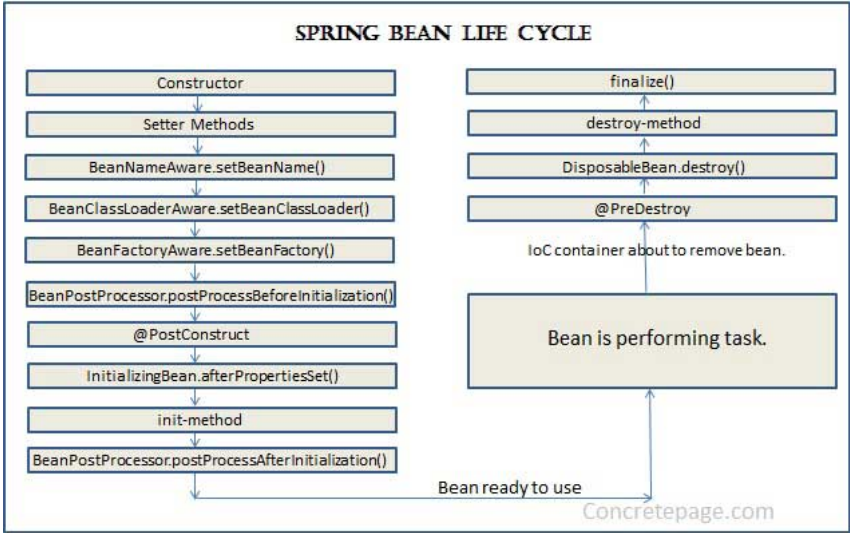 SPRING BEAN LIFE CYCLE
Constructor
Setter Methods
BeanNameAware.setBeanName()
BeanClassLoaderAware.setBeanClassLoader()
BeanFactoryAware.setBeanFactory()
BeanPostProcessor.postProcessBeforeInitialization()
@PostConstruct
InitializingBean.afterPropertiesSet()
init-method
BeanPostProcessor.postProcessAfterInitialization()
Bean ready to use
Bean is performing task.
IoC container about to remove bean.
@PreDestroy
DisposableBean.destroy()
destroy-method
finalize()
Concretepage.com